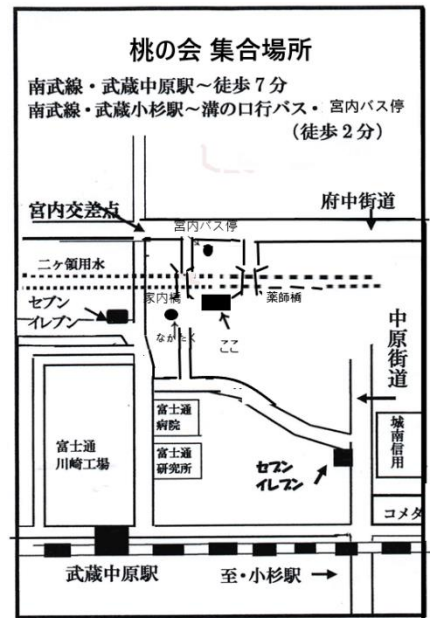 桃の会 集合場所
南武線・武蔵中原駅～徒歩7分
南武線・武蔵小杉駅～溝の口行バス・ 宮内バス停
(徒歩2分)
宮内交差点
宮内バス停
府中街道
二ヶ領用水
セブン
イレブン
家内橋
薬師橋
ながたく
ここ
中原街道
富士通
病院
富士通
川崎工場
富士通
研究所
城南信用
セブン
イレブン
コメダ
武蔵中原駅
至・小杉駅